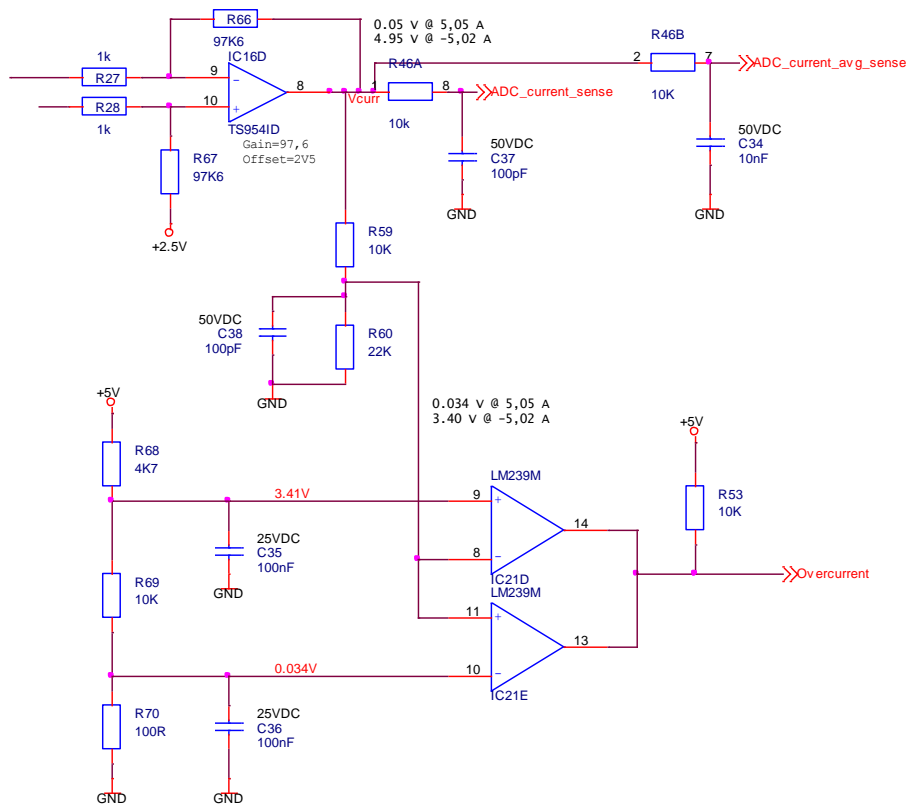 R66
97K6
0.05 V @ 5,05 A
4.95 V @ -5,02 A
1k
R27
R28
1k
IC16D
9
10
8
TS954ID
Gain=97,6
Offset=2V5
R67
97K6
+2.5V
Vcurr
R46A
1
8
10k
ADC_current_sense
50VDC
C37
100pF
GND
R46B
2
7
10K
ADC_current_avg_sense
50VDC
C34
10nF
GND
R59
10K
50VDC
C38
100pF
R60
22K
GND
0.034 V @ 5,05 A
3.40 V @ -5,02 A
+5V
R68
4K7
3.41V
25VDC
C35
100nF
GND
R69
10K
0.034V
R70
100R
25VDC
C36
100nF
GND
GND
LM239M
9
8
14
IC21D
LM239M
11
10
13
IC21E
+5V
R53
10K
Overcurrent